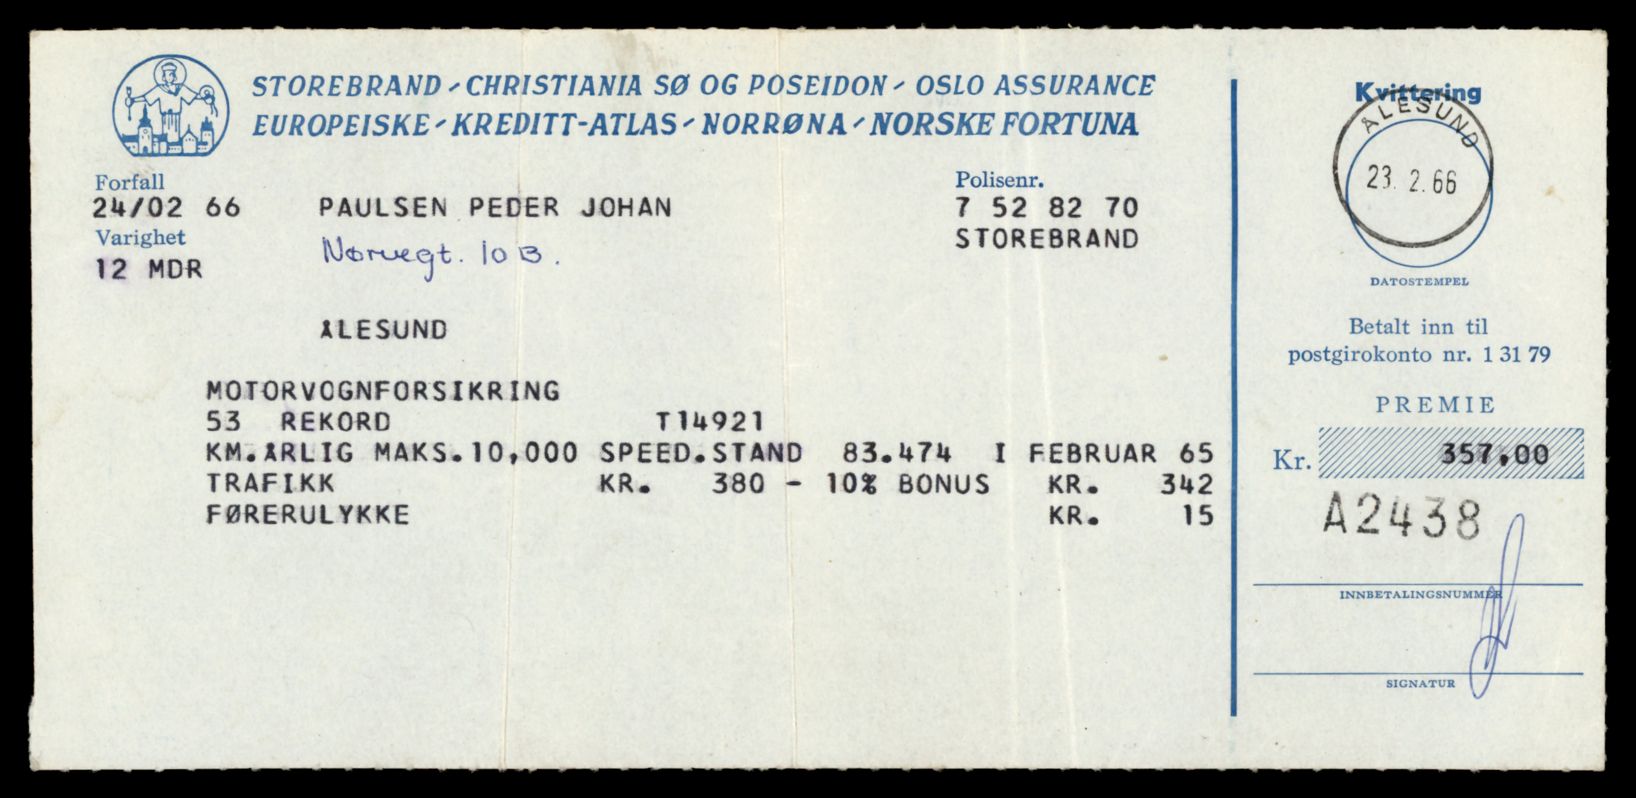 STOREBRAND - CHRISTIANIA SØ OG POSEIDON - OSLO ASSURANCE
EUROPEISKE - KREDITT-ATLAS - NORRØNA - NORSKE FORTUNA
Forfall
24/02 66 PAULSEN PEDER JOHAN
Varighet
12 MDR
Norvegt. 10 B.
ÅLESUND
Polisenr.
7 52 82 70
STOREBRAND
MOTORVOGNFORSIKRING
53 REKORD T14921
KM.ÅRLIG MAKS.10,000 SPEED.STAND 83.474 I FEBRUAR 65
TRAFIKK KR. 380 - 10% BONUS KR. 342
FØRERULYKKE KR. 15
Kvittering
ÅLESUND
23. 2. 66
DATOSTEMPEL
Betalt inn til
postgirokonto nr. 1 31 79
PREMIE
Kr. 357,00
A2438
INNBETALINGSNUMMER
SIGNATUR